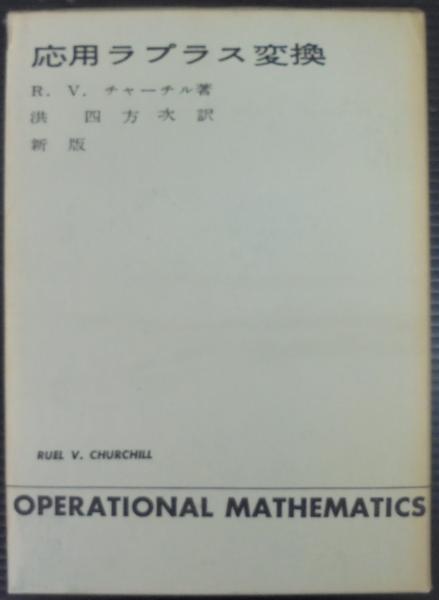 応用ラプラス変換
R. V. チャーチル著
洪 四方次 訳
新版
RUEL V. CHURCHILL
OPERATIONAL MATHEMATICS